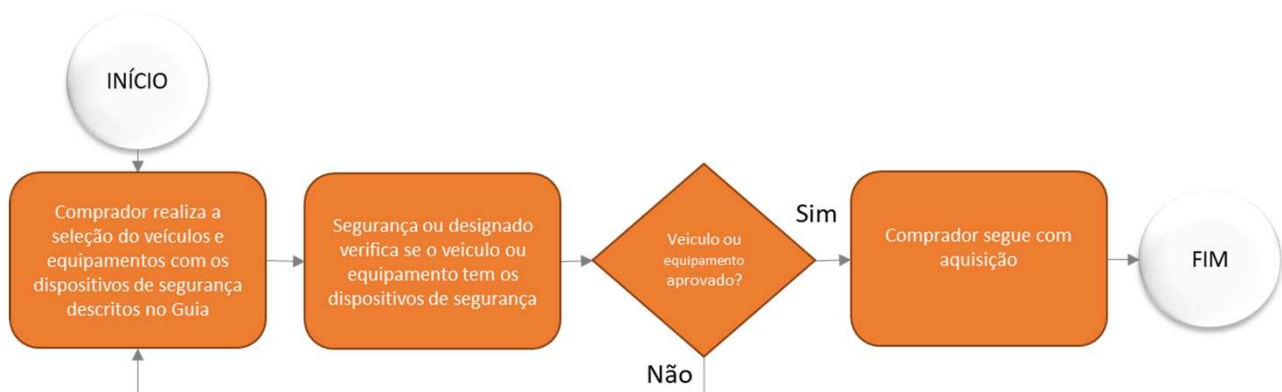 INÍCIO
Comprador realiza a
seleção do veículos e
equipamentos com os
dispositivos de segurança
descritos no Guia
Segurança ou designado
verifica se o veiculo ou
equipamento tem os
dispositivos de segurança
Veiculo ou
equipamento
aprovado?
Sim
Não
Comprador segue com
aquisição
FIM